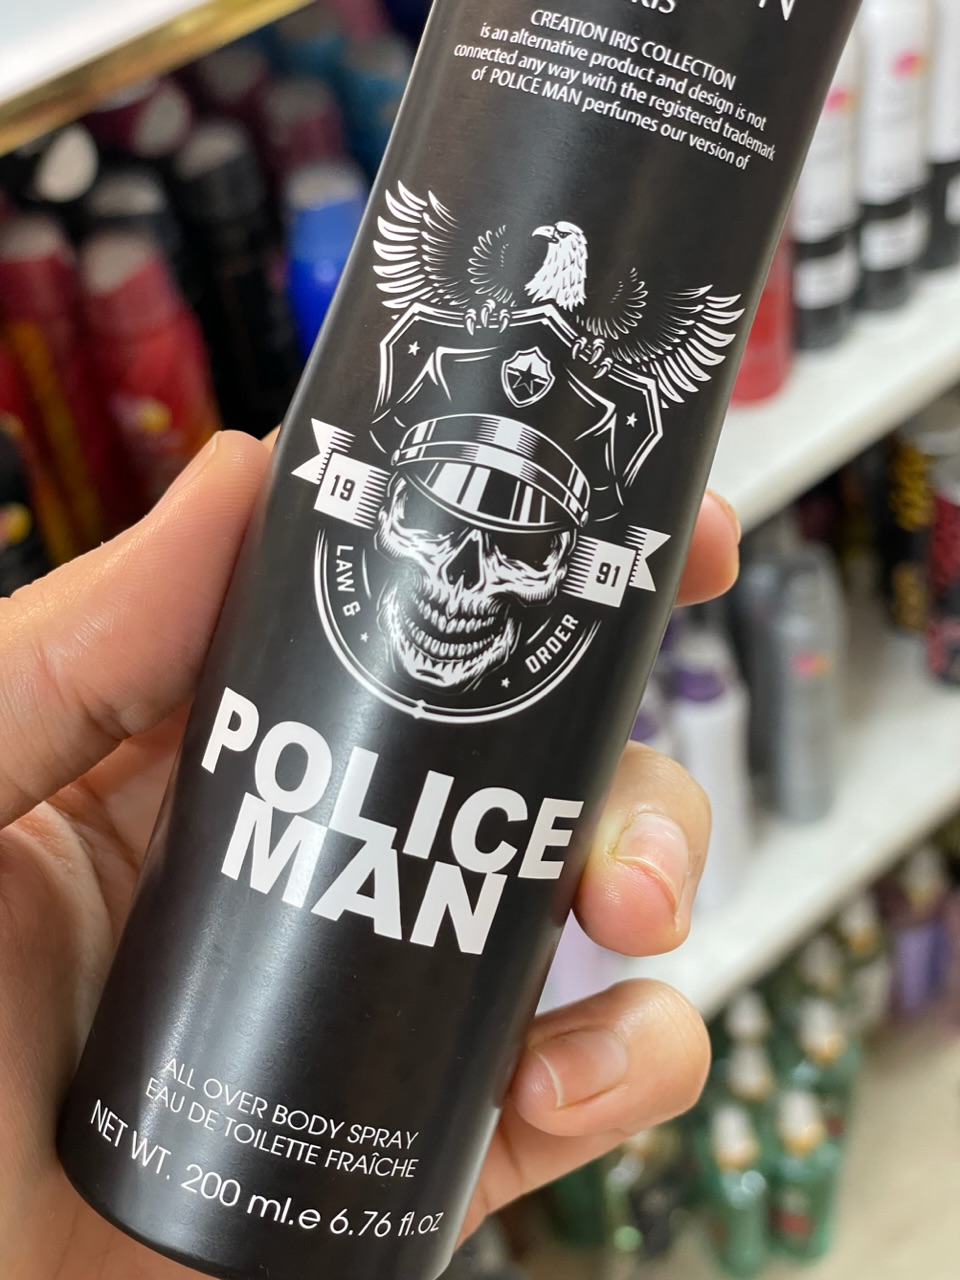 CREATION IRIS COLLECTION
is an alternative product and design is not
connected any way with the registered trademark
of POLICE MAN perfumes our version of
19
91
LAW &
ORDER
POLICE
MAN
ALL OVER BODY SPRAY
EAU DE TOILETTE FRAÎCHE
NET WT. 200 ml.e 6.76 fl.oz